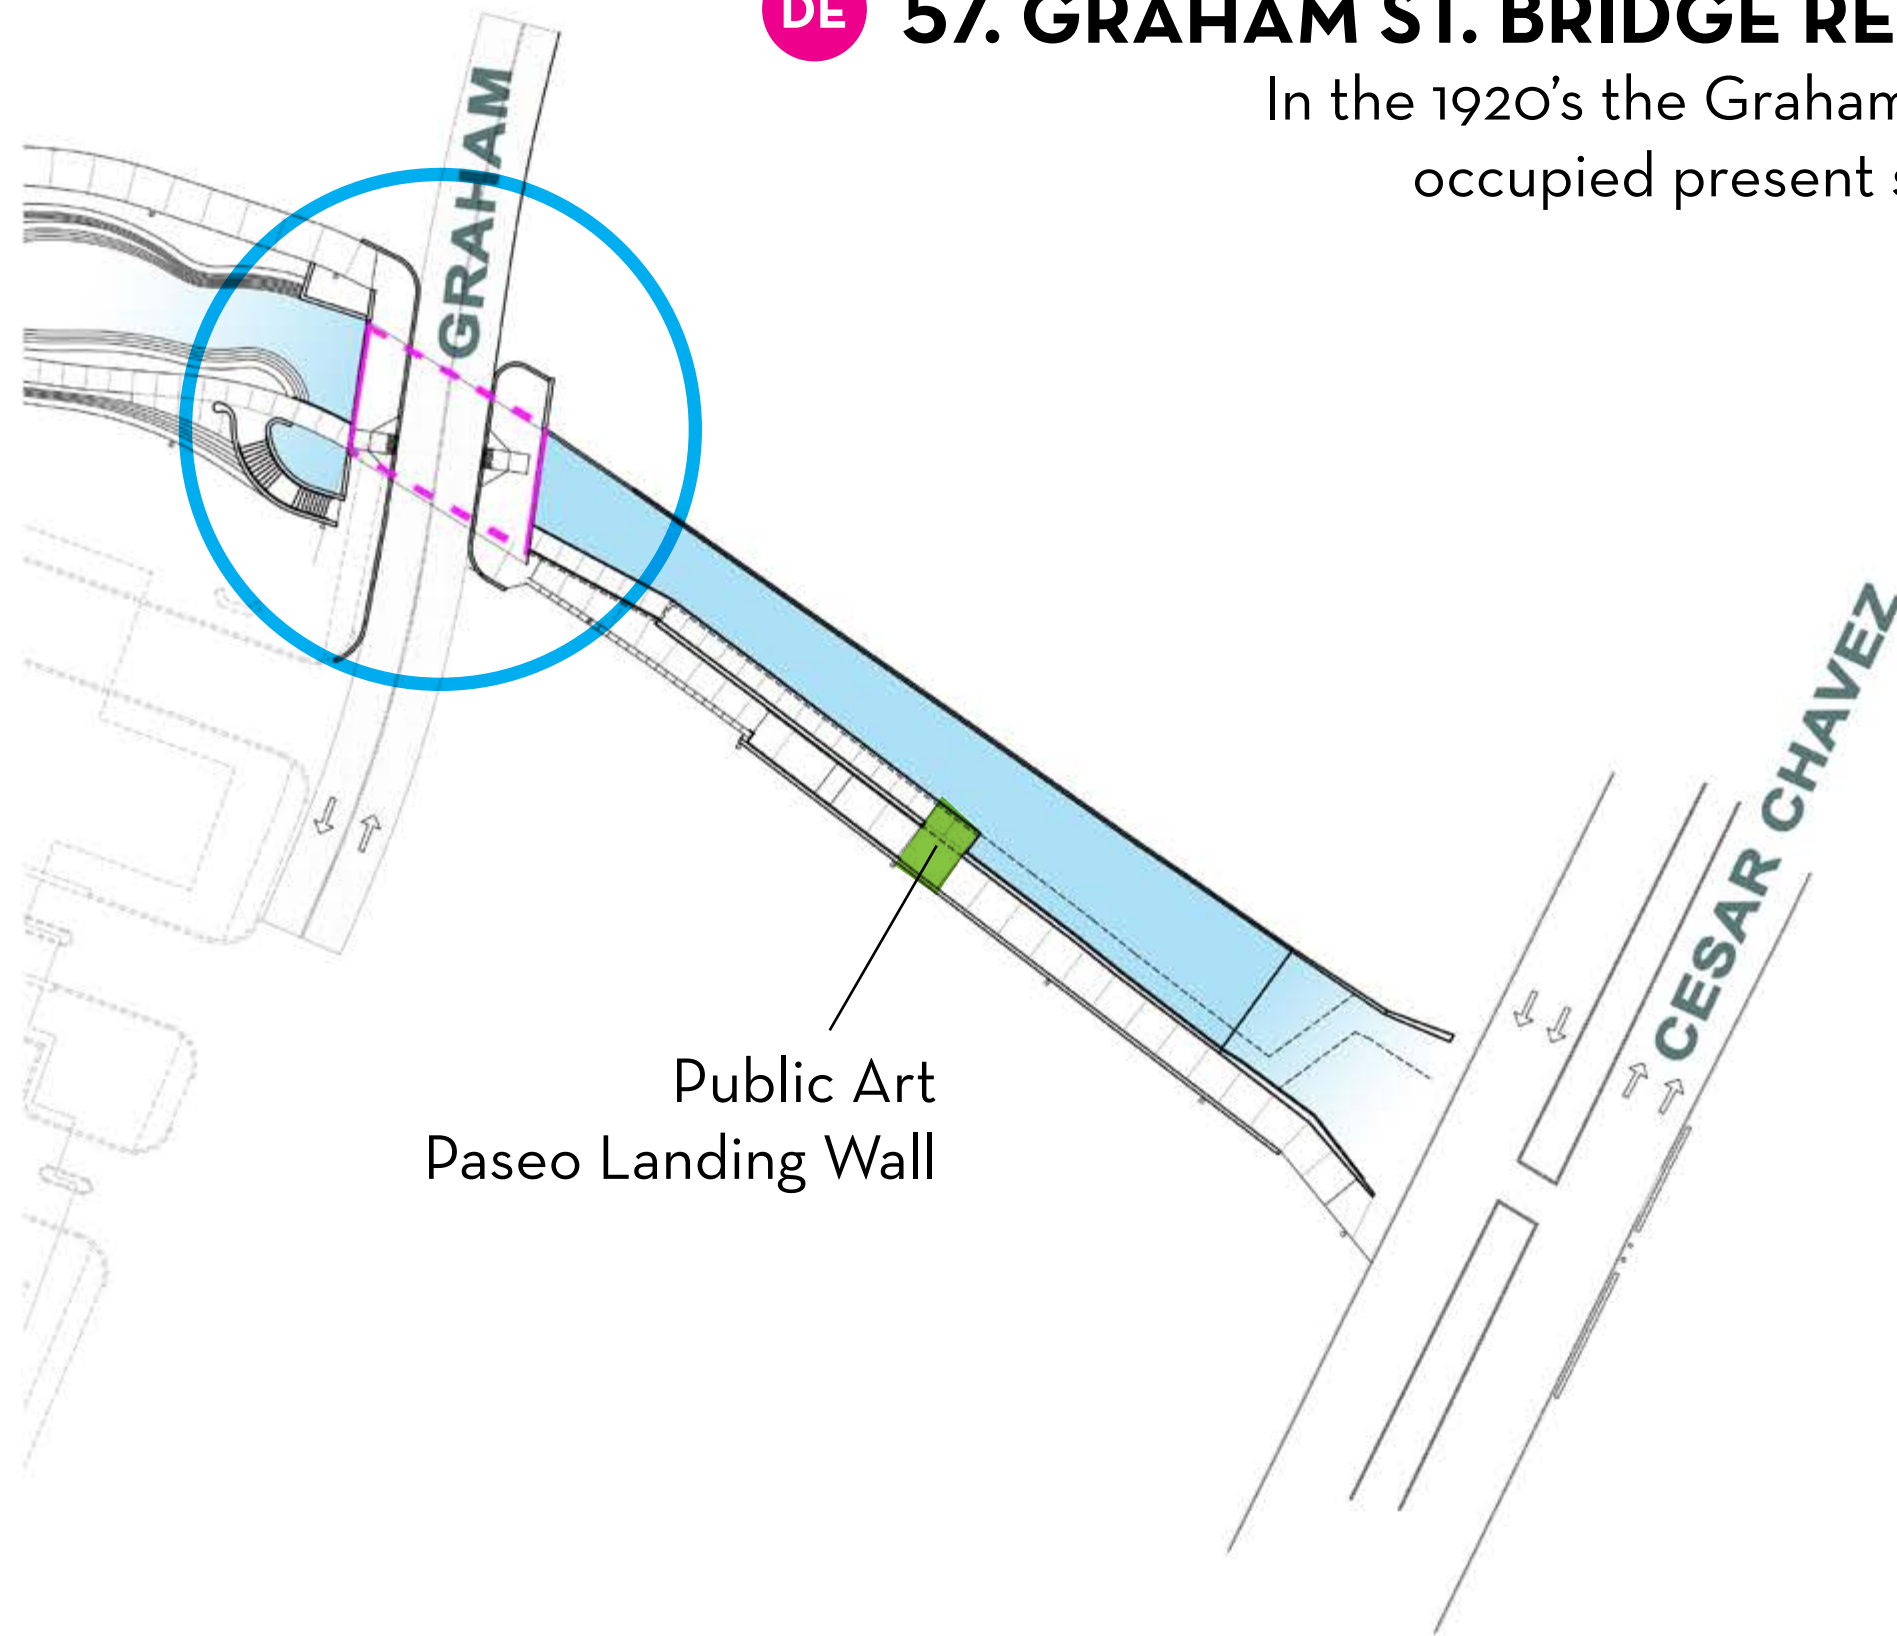 DE 57. GRAHAM ST. BRIDGE RE
In the 1920's the Graham
occupied present s
GRAHAM
CESAR CHAVEZ
Public Art
Paseo Landing Wall